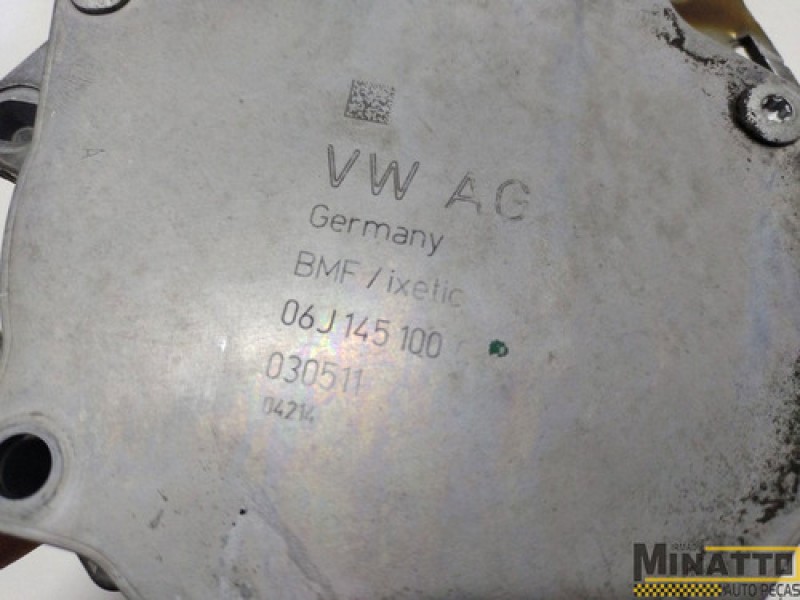 VW AG
Germany
BMF / ixetic
06J 145 100
030511
04214
MINATTO
AUTO PEÇAS